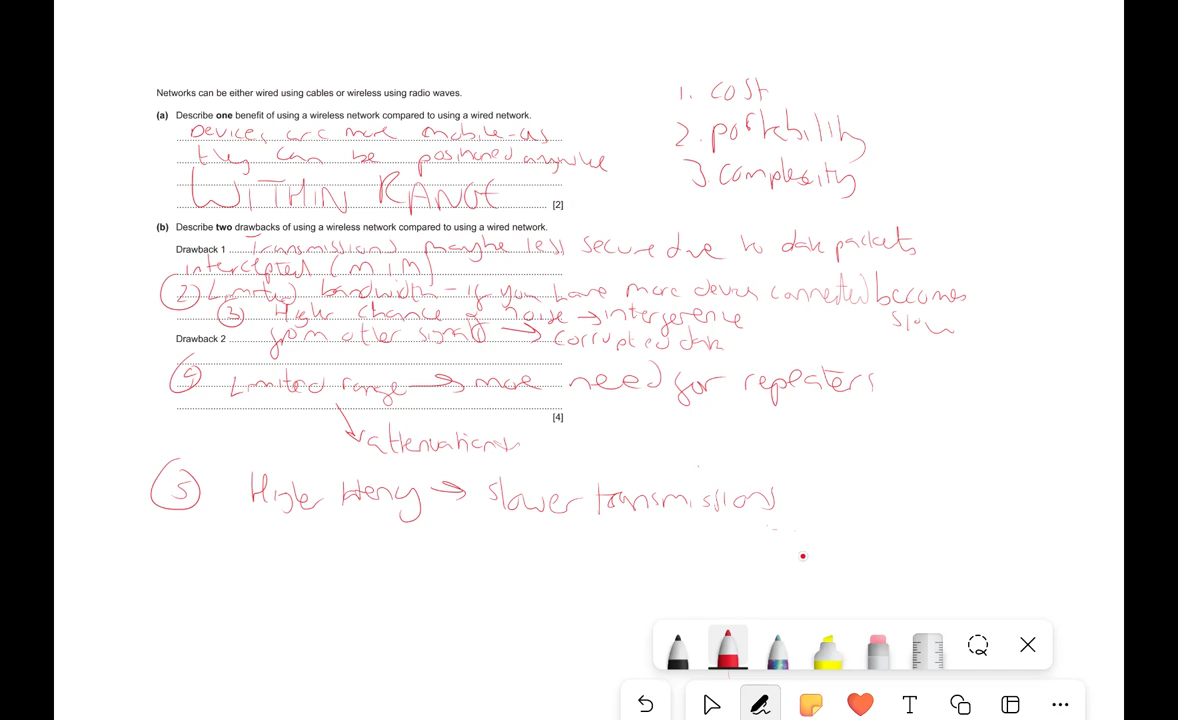 Networks can be either wired using cables or wireless using radio waves.
1. cost
(a) Describe one benefit of using a wireless network compared to using a wired network.
Devices are more mobile as
2. portability
they can be positioned anywhere
3. complexity
WITHIN RANGE
[2]
(b) Describe two drawbacks of using a wireless network compared to using a wired network.
Drawback 1 Transmissions maybe less secure due to data packets
intercepted (MIM)
2) Limited bandwidth - if you have more devices connected becomes
slow
3) Higher chance of noise → interference
from other signals → corrupted data
Drawback 2
4) Limited range → more need for repeaters
[4]
attenuation
5 Higher latency → slower transmissions
T